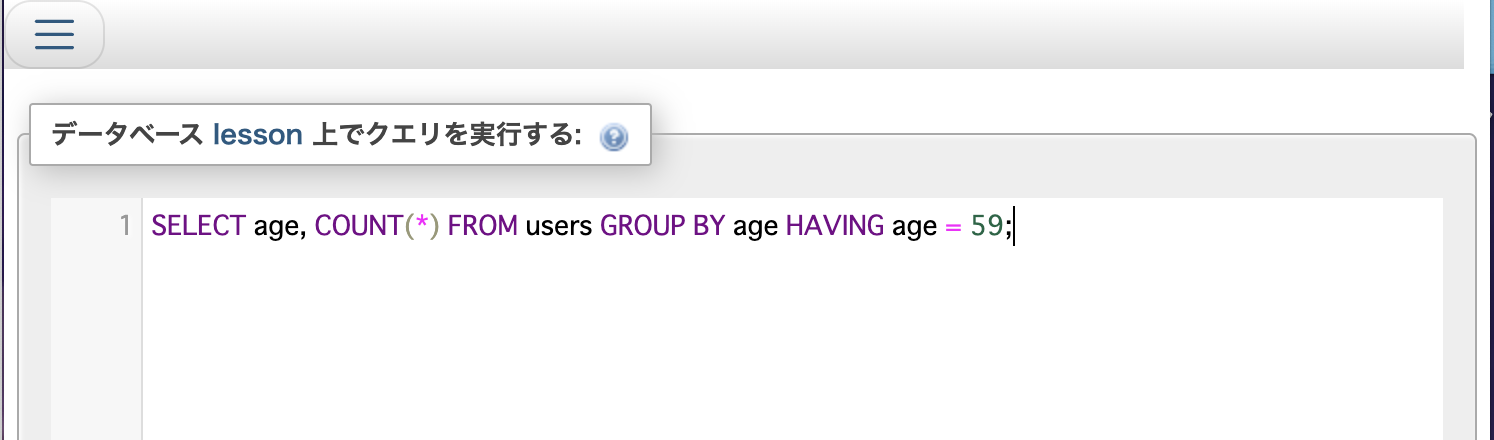 データベース lesson 上でクエリを実行する:
1 SELECT age, COUNT(*) FROM users GROUP BY age HAVING age = 59;